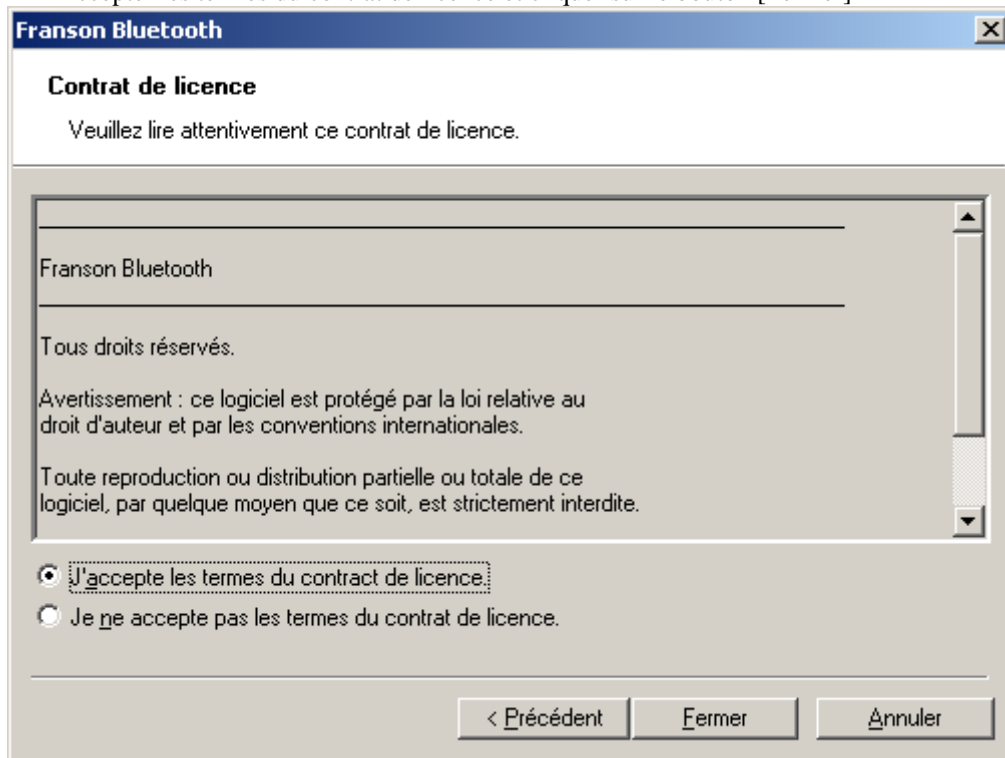 Franson Bluetooth
Contrat de licence
Veuillez lire attentivement ce contrat de licence.
Franson Bluetooth
Tous droits réservés.
Avertissement : ce logiciel est protégé par la loi relative au
droit d'auteur et par les conventions internationales.
Toute reproduction ou distribution partielle ou totale de ce
logiciel, par quelque moyen que ce soit, est strictement interdite.
J'accepte les termes du contract de licence.
Je ne accepte pas les termes du contrat de licence.
< Précédent Fermer Annuler